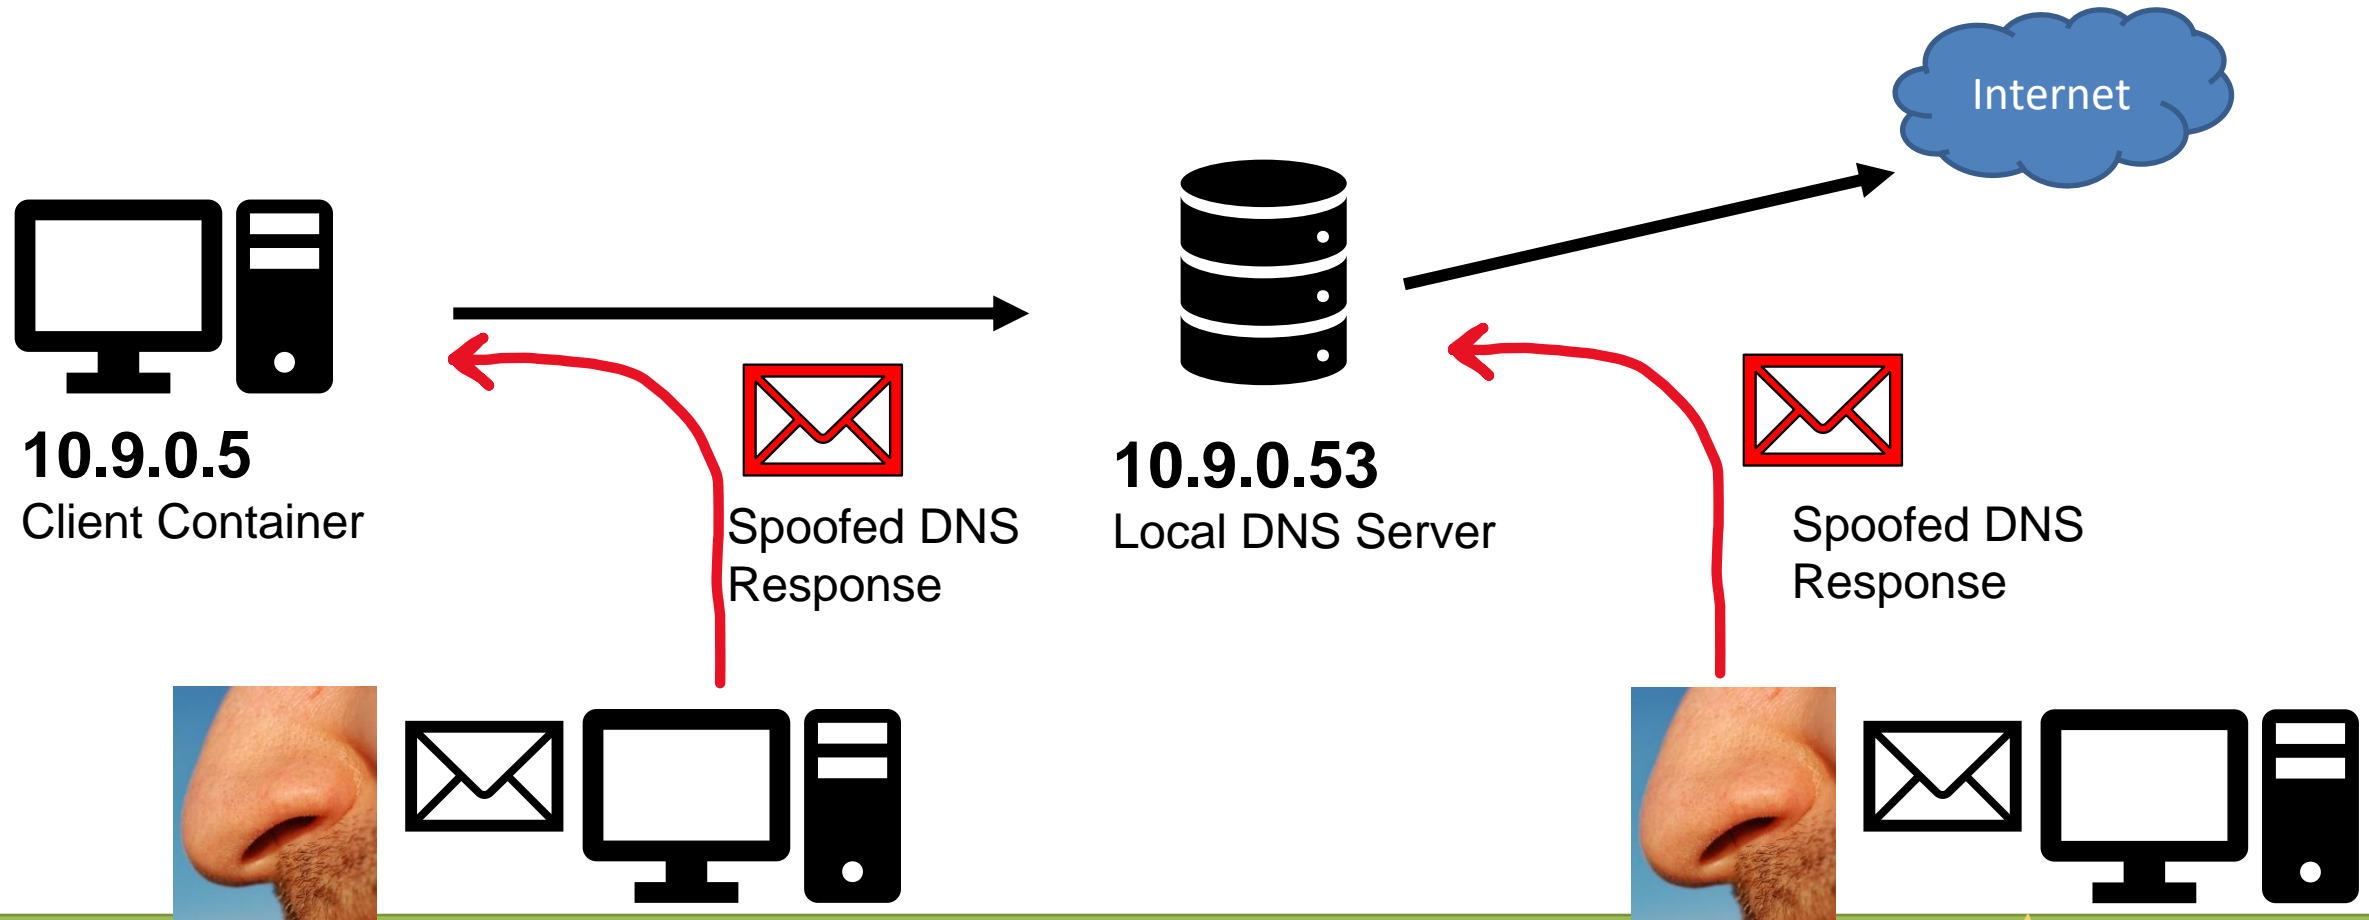 Internet
10.9.0.5
Client Container
Spoofed DNS
Response
10.9.0.53
Local DNS Server
Spoofed DNS
Response